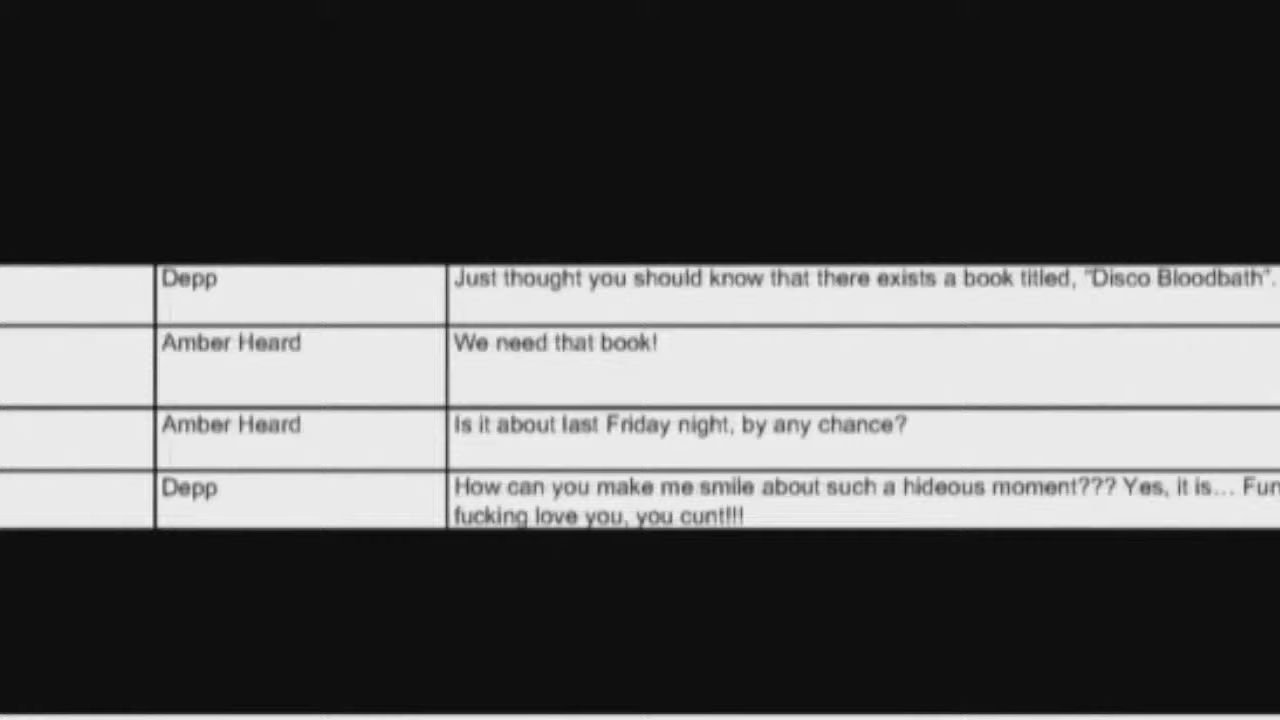 Depp Just thought you should know that there exists a book titled, "Disco Bloodbath".
Amber Heard We need that book!
Amber Heard Is it about last Friday night, by any chance?
Depp How can you make me smile about such a hideous moment??? Yes, it is... Fun
fucking love you, you cunt!!!